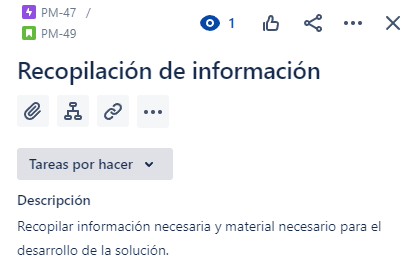 PM-47 /
PM-49
1
Recopilación de información
Tareas por hacer
Descripción
Recopilar información necesaria y material necesario para el
desarrollo de la solución.